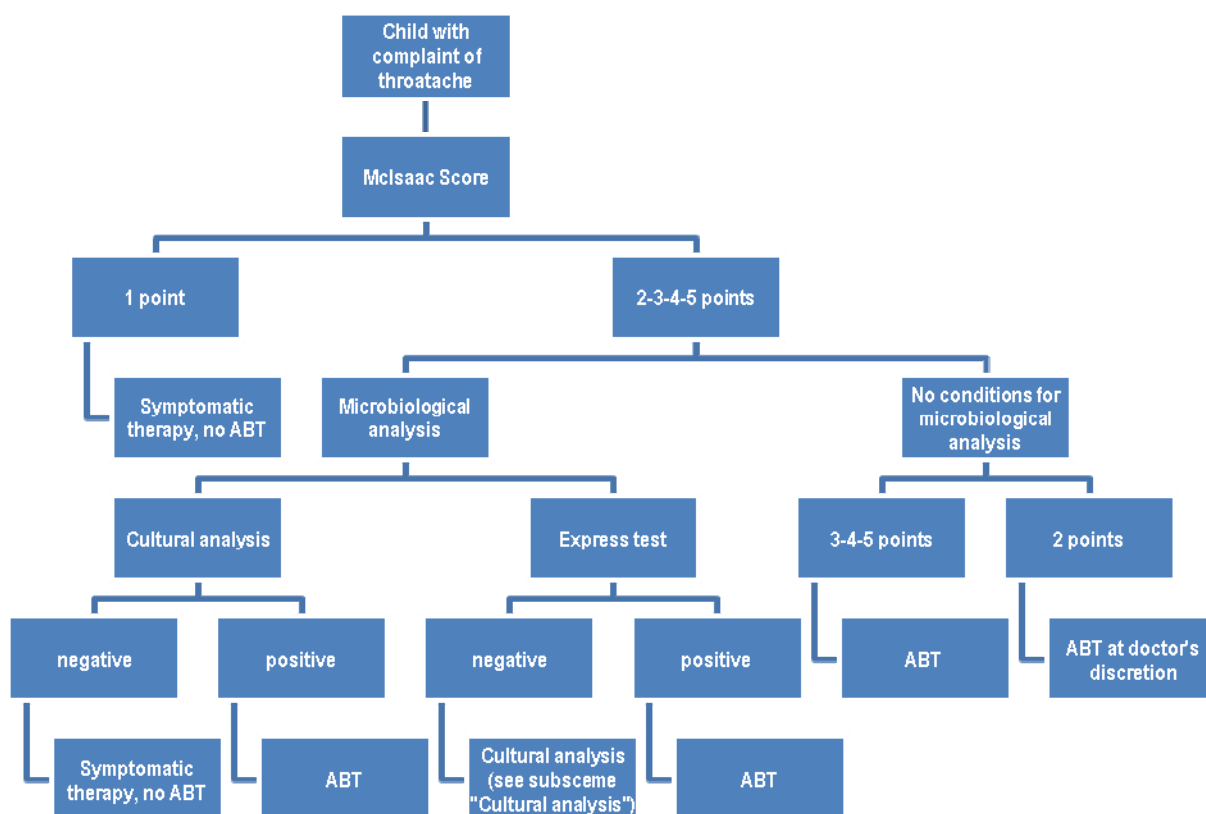 Child with
complaint of
throatache
McIsaac Score
1 point
2-3-4-5 points
Symptomatic
therapy, no ABT
Microbiological
analysis
No conditions for
microbiological
analysis
Cultural analysis
Express test
3-4-5 points
2 points
negative
positive
negative
positive
ABT
ABT at doctor's
discretion
Symptomatic
therapy, no ABT
ABT
Cultural analysis
(see subsceme
"Cultural analysis")
ABT